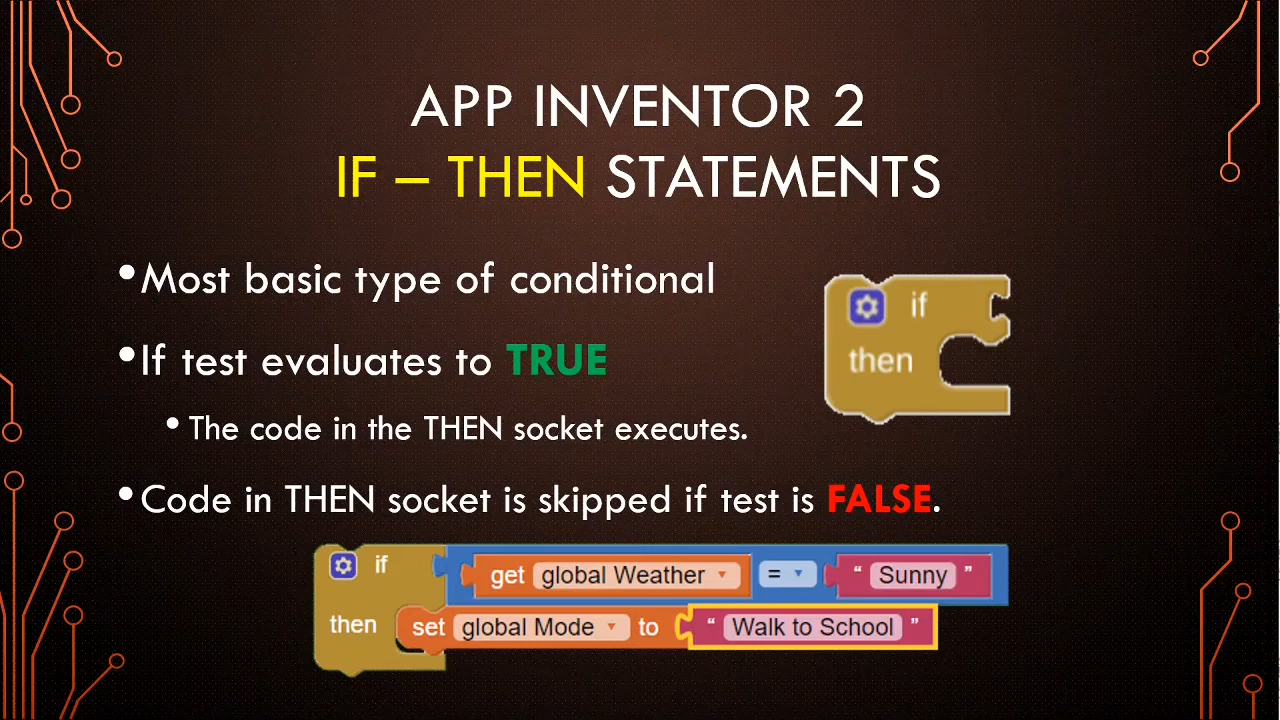 APP INVENTOR 2
IF – THEN STATEMENTS
•Most basic type of conditional
if
then
•If test evaluates to TRUE
• The code in the THEN socket executes.
•Code in THEN socket is skipped if test is FALSE.
if get global Weather = “ Sunny ”
then set global Mode to “ Walk to School ”